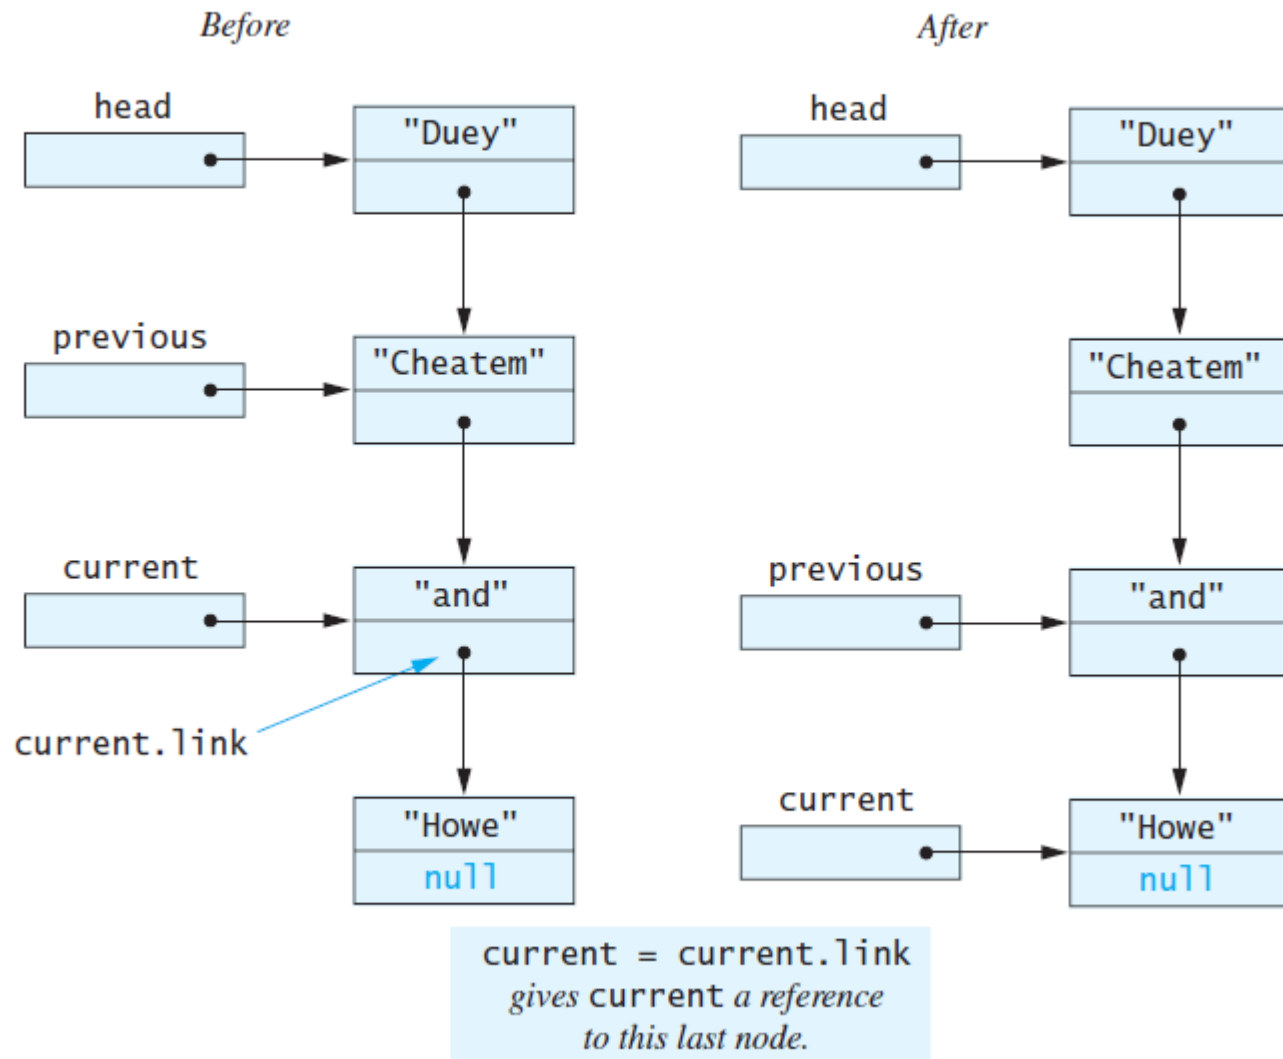 Before
head
"Duey"
previous
"Cheatem"
current
"and"
current.link
"Howe"
null
After
head
"Duey"
"Cheatem"
previous
"and"
current
"Howe"
null
current = current.link
gives current a reference
to this last node.